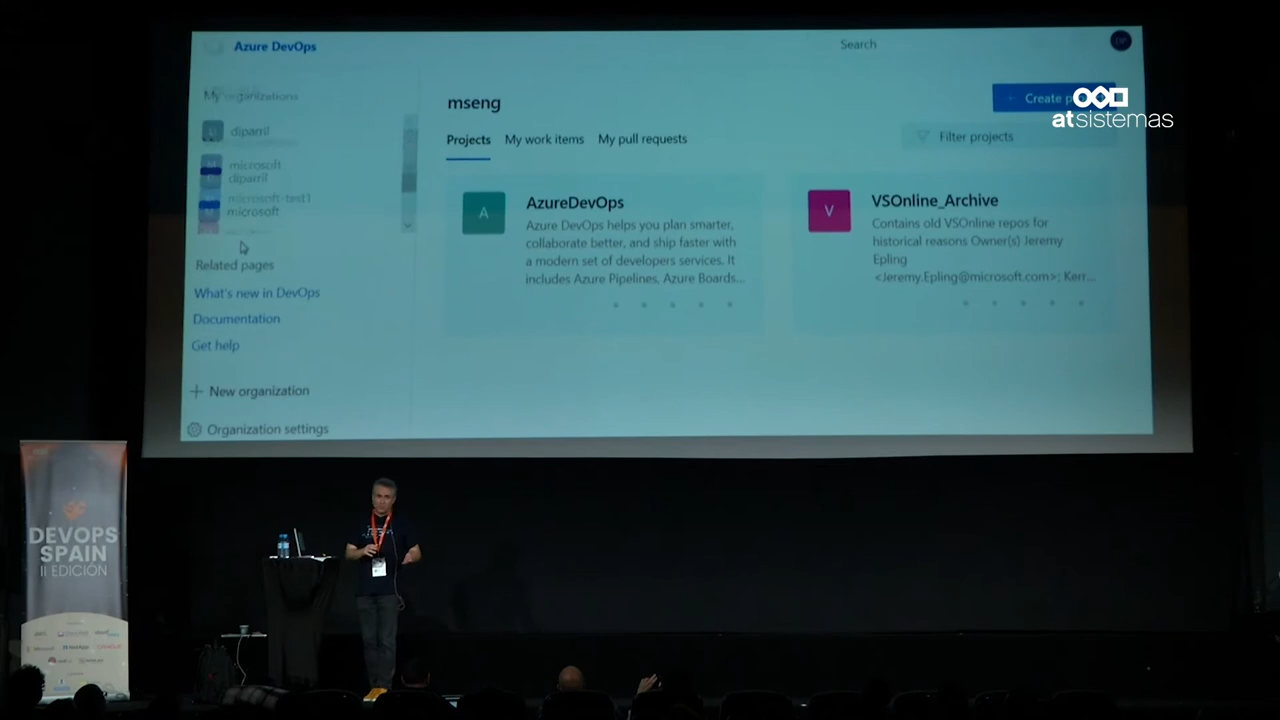 Azure DevOps
Search
My organizations
diparril
microsoft
diparril
microsoft-test1
microsoft
Related pages
What's new in DevOps
Documentation
Get help
New organization
Organization settings
mseng
Create
Projects
My work items
My pull requests
Filter projects
A
AzureDevOps
Azure DevOps helps you plan smarter,
collaborate better, and ship faster with
a modern set of developers services. It
includes Azure Pipelines, Azure Boards...
V
VSOnline_Archive
Contains old VSOnline repos for
historical reasons Owner(s) Jeremy
Epling
<Jeremy.Epling@microsoft.com>; Kerr...
atsistemas
DEVOPS
SPAIN
II EDICIÓN